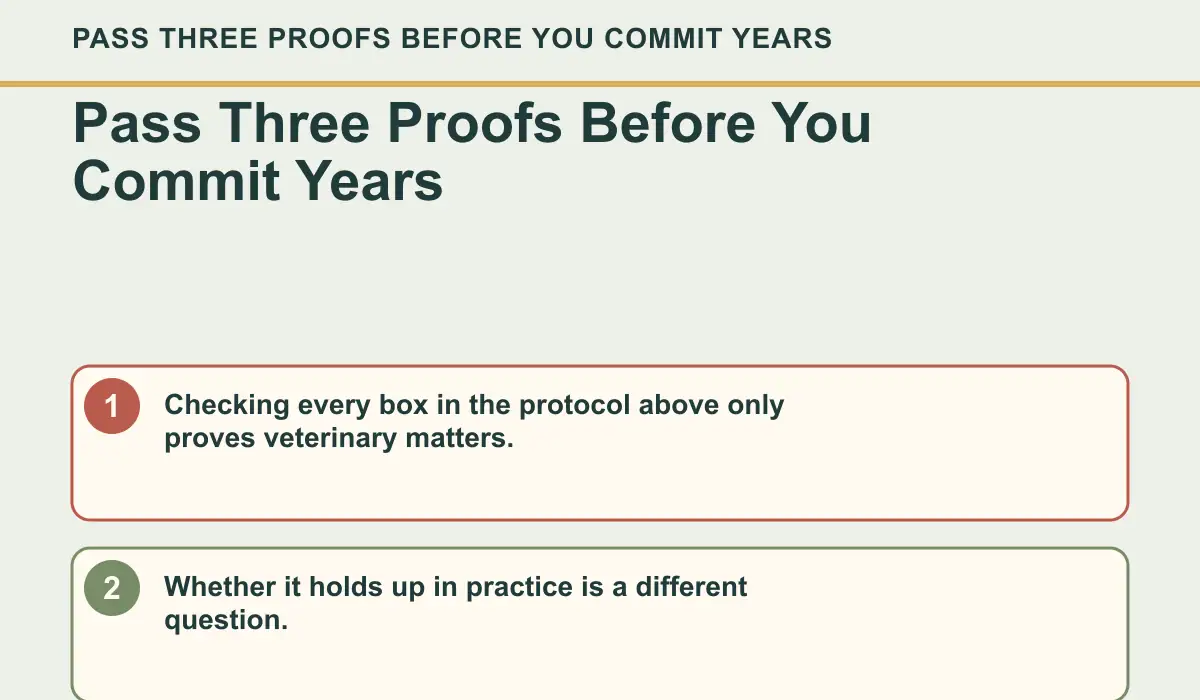 PASS THREE PROOFS BEFORE YOU COMMIT YEARS
Pass Three Proofs Before You
Commit Years
1
Checking every box in the protocol above only
proves veterinary matters.
2
Whether it holds up in practice is a different
question.